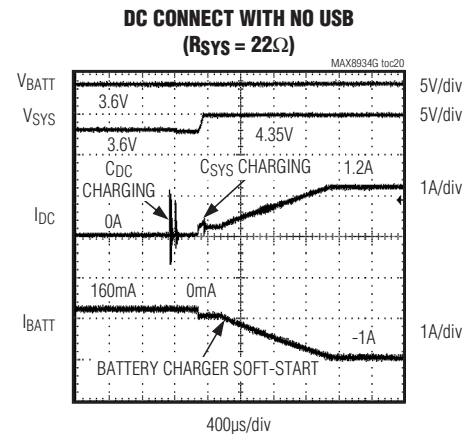 DC CONNECT WITH NO USB
(RSYS = 22Ω)
MAX8934G toc20
VBATT
3.6V
5V/div
VSYS
3.6V
4.35V
5V/div
CDC
CHARGING
CSYS CHARGING
1.2A
IDC
0A
1A/div
160mA
0mA
IBATT
-1A
1A/div
BATTERY CHARGER SOFT-START
400µs/div